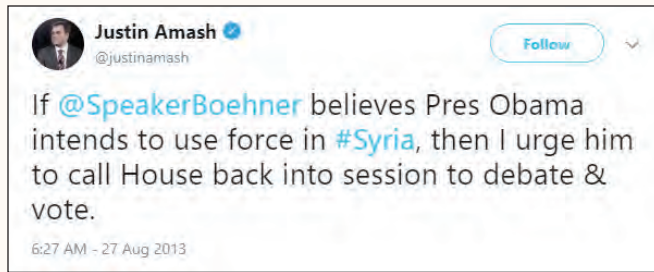 Justin Amash
@justinamash
Follow
If @SpeakerBoehner believes Pres Obama
intends to use force in #Syria, then I urge him
to call House back into session to debate &
vote.
6:27 AM - 27 Aug 2013